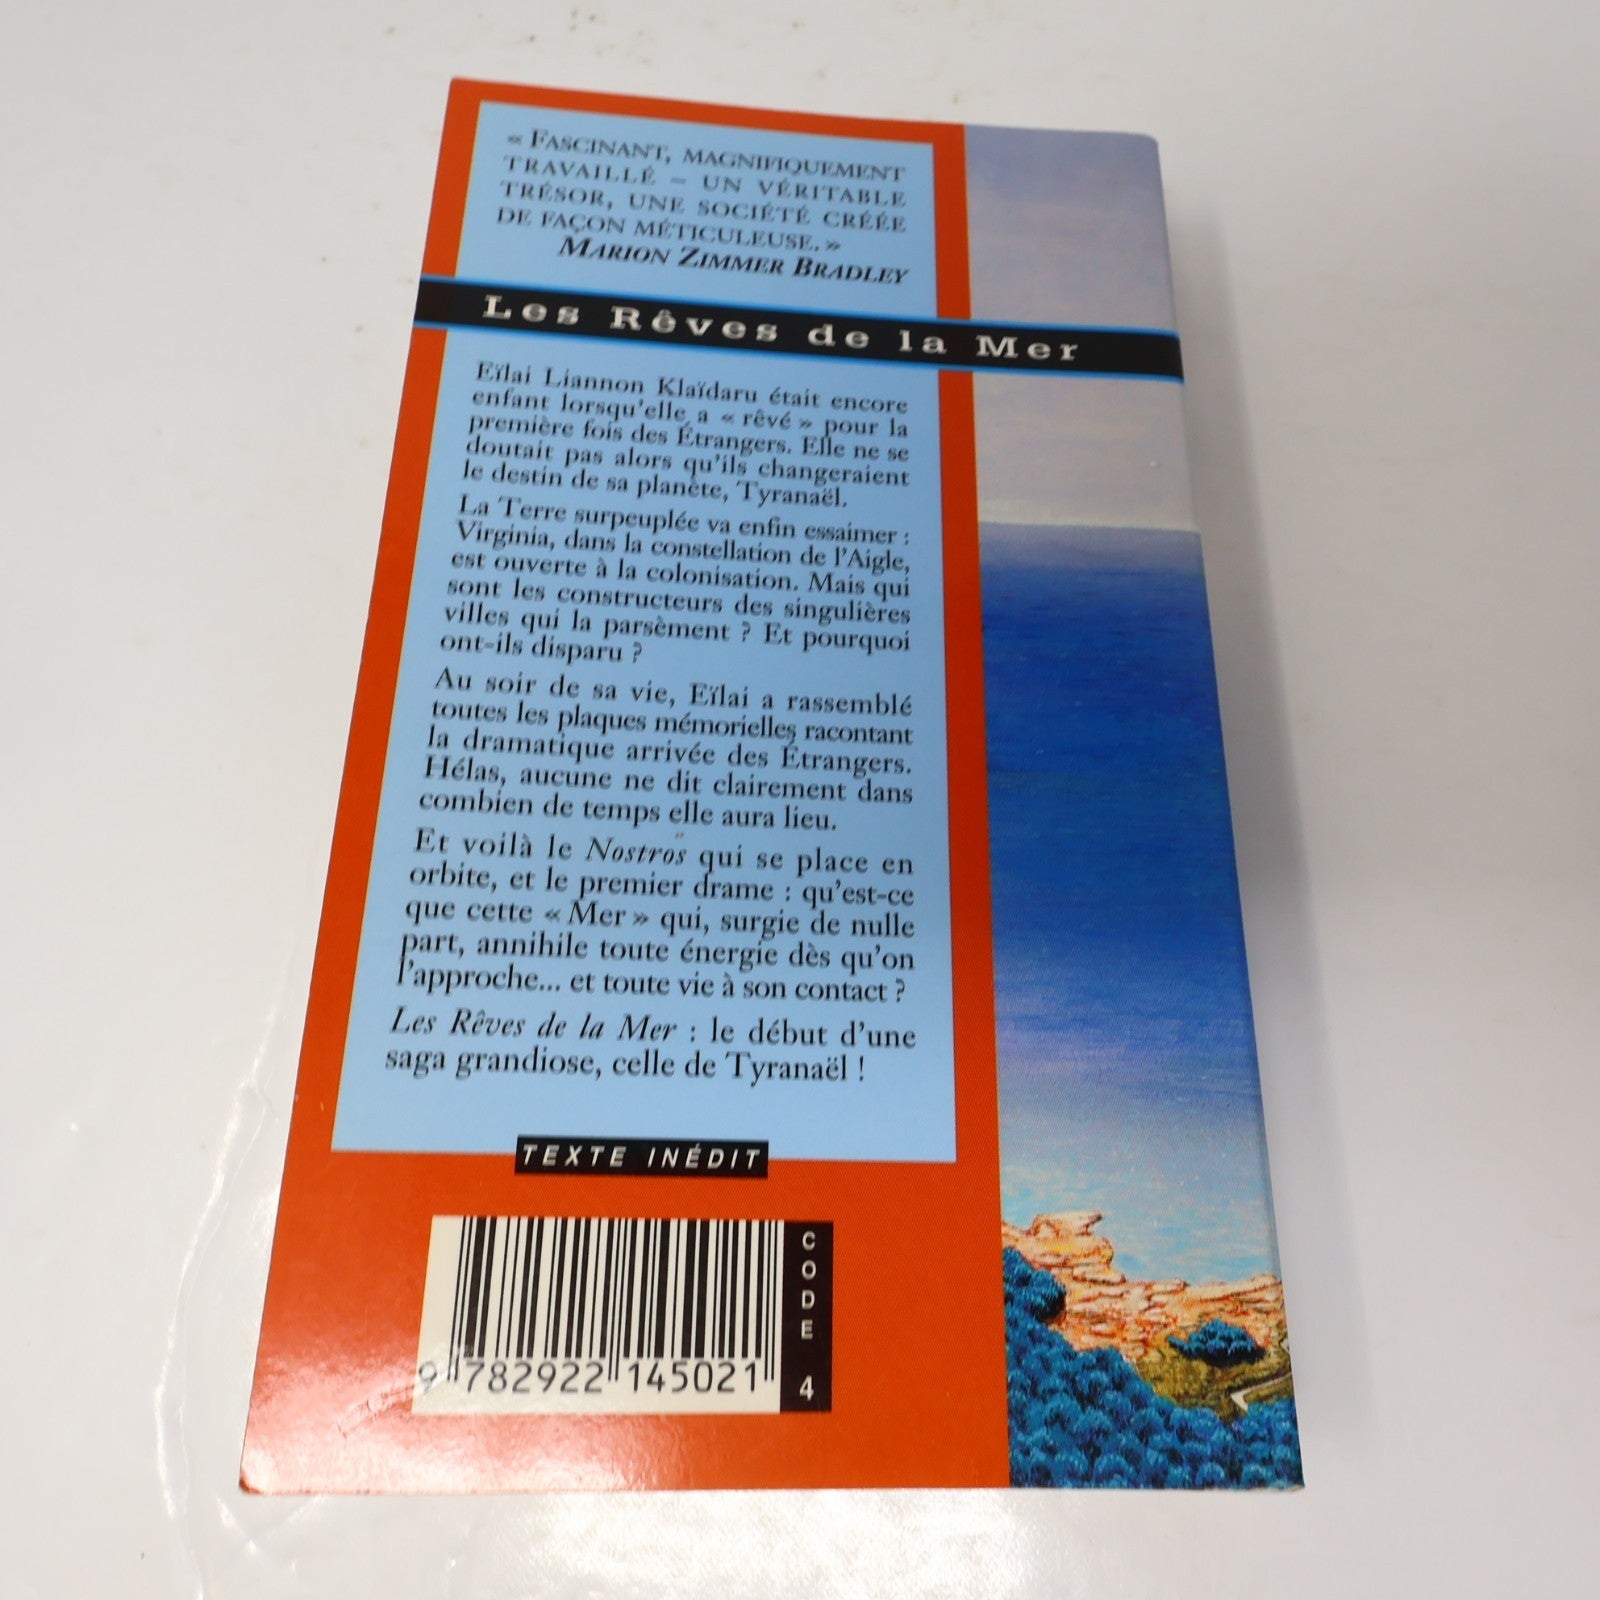 « FASCINANT, MAGNIFIQUEMENT
TRAVAILLÉ – UN VÉRITABLE
TRÉSOR, UNE SOCIÉTÉ CRÉÉE
DE FAÇON MÉTICULEUSE. »
MARION ZIMMER BRADLEY
Les Rêves de la Mer
Eïlai Liannon Klaïdaru était encore
enfant lorsqu'elle a « rêvé » pour la
première fois des Étrangers. Elle ne se
doutait pas alors qu'ils changeraient
le destin de sa planète, Tyranaël.
La Terre surpeuplée va enfin essaimer :
Virginia, dans la constellation de l'Aigle,
est ouverte à la colonisation. Mais qui
sont les constructeurs des singulières
villes qui la parsèment ? Et pourquoi
ont-ils disparu ?
Au soir de sa vie, Eïlai a rassemblé
toutes les plaques mémorielles racontant
la dramatique arrivée des Étrangers.
Hélas, aucune ne dit clairement dans
combien de temps elle aura lieu.
Et voilà le Nostros qui se place en
orbite, et le premier drame : qu'est-ce
que cette « Mer » qui, surgie de nulle
part, annihile toute énergie dès qu'on
l'approche... et toute vie à son contact ?
Les Rêves de la Mer : le début d'une
saga grandiose, celle de Tyranaël !
TEXTE INÉDIT
CODE 4
9 782922 145021